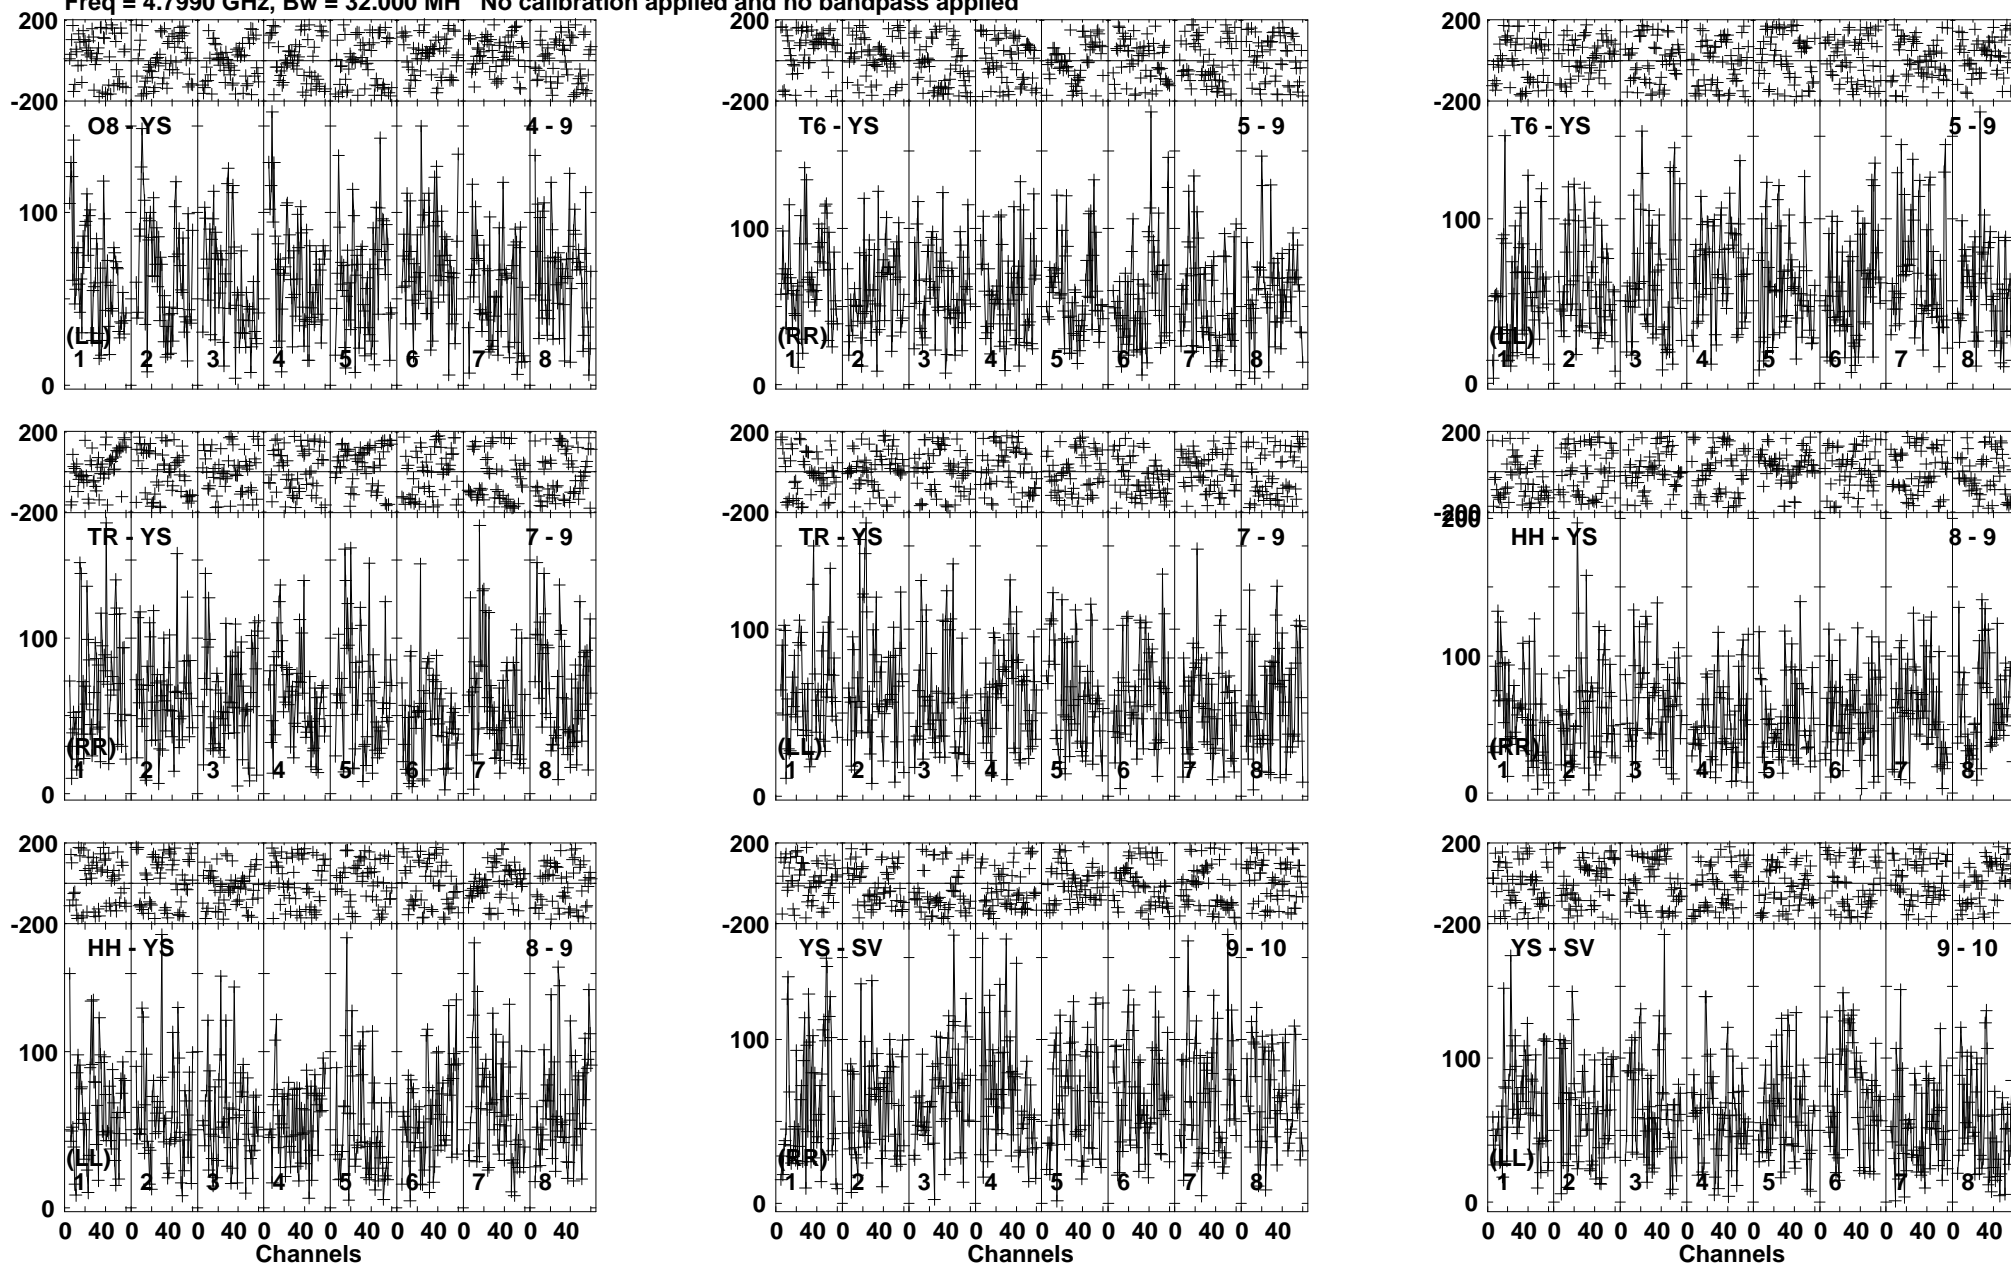 Freq = 4.7990 GHz, Bw = 32.000 MH No calibration applied and no bandpass applied
200 200 200
-200 -200 -200
O8 - YS 4 - 9 T6 - YS 5 - 9 T6 - YS 5 - 9
100 100 100
(LL) (RR) (LL)
1 2 3 4 5 6 7 8 1 2 3 4 5 6 7 8 1 2 3 4 5 6 7 8
0 0 0
200 200 200
-200 -200 -200
200
TR - YS 7 - 9 TR - YS 7 - 9 HH - YS 8 - 9
100 100 100
(RR) (LL) (RR)
1 2 3 4 5 6 7 8 1 2 3 4 5 6 7 8 1 2 3 4 5 6 7 8
0 0 0
200 200 200
-200 -200 -200
HH - YS 8 - 9 YS - SV 9 - 10 YS - SV 9 - 10
100 100 100
(LL) (RR) (LL)
1 2 3 4 5 6 7 8 1 2 3 4 5 6 7 8 1 2 3 4 5 6 7 8
0 0 0
0 40 0 40 0 40 0 40 0 40 0 40 0 40 0 40 0 40 0 40 0 40 0 40 0 40 0 40 0 40 0 40 0 40 0 40 0 40 0 40 0 40 0 40 0 40 0 40
Channels Channels Channels